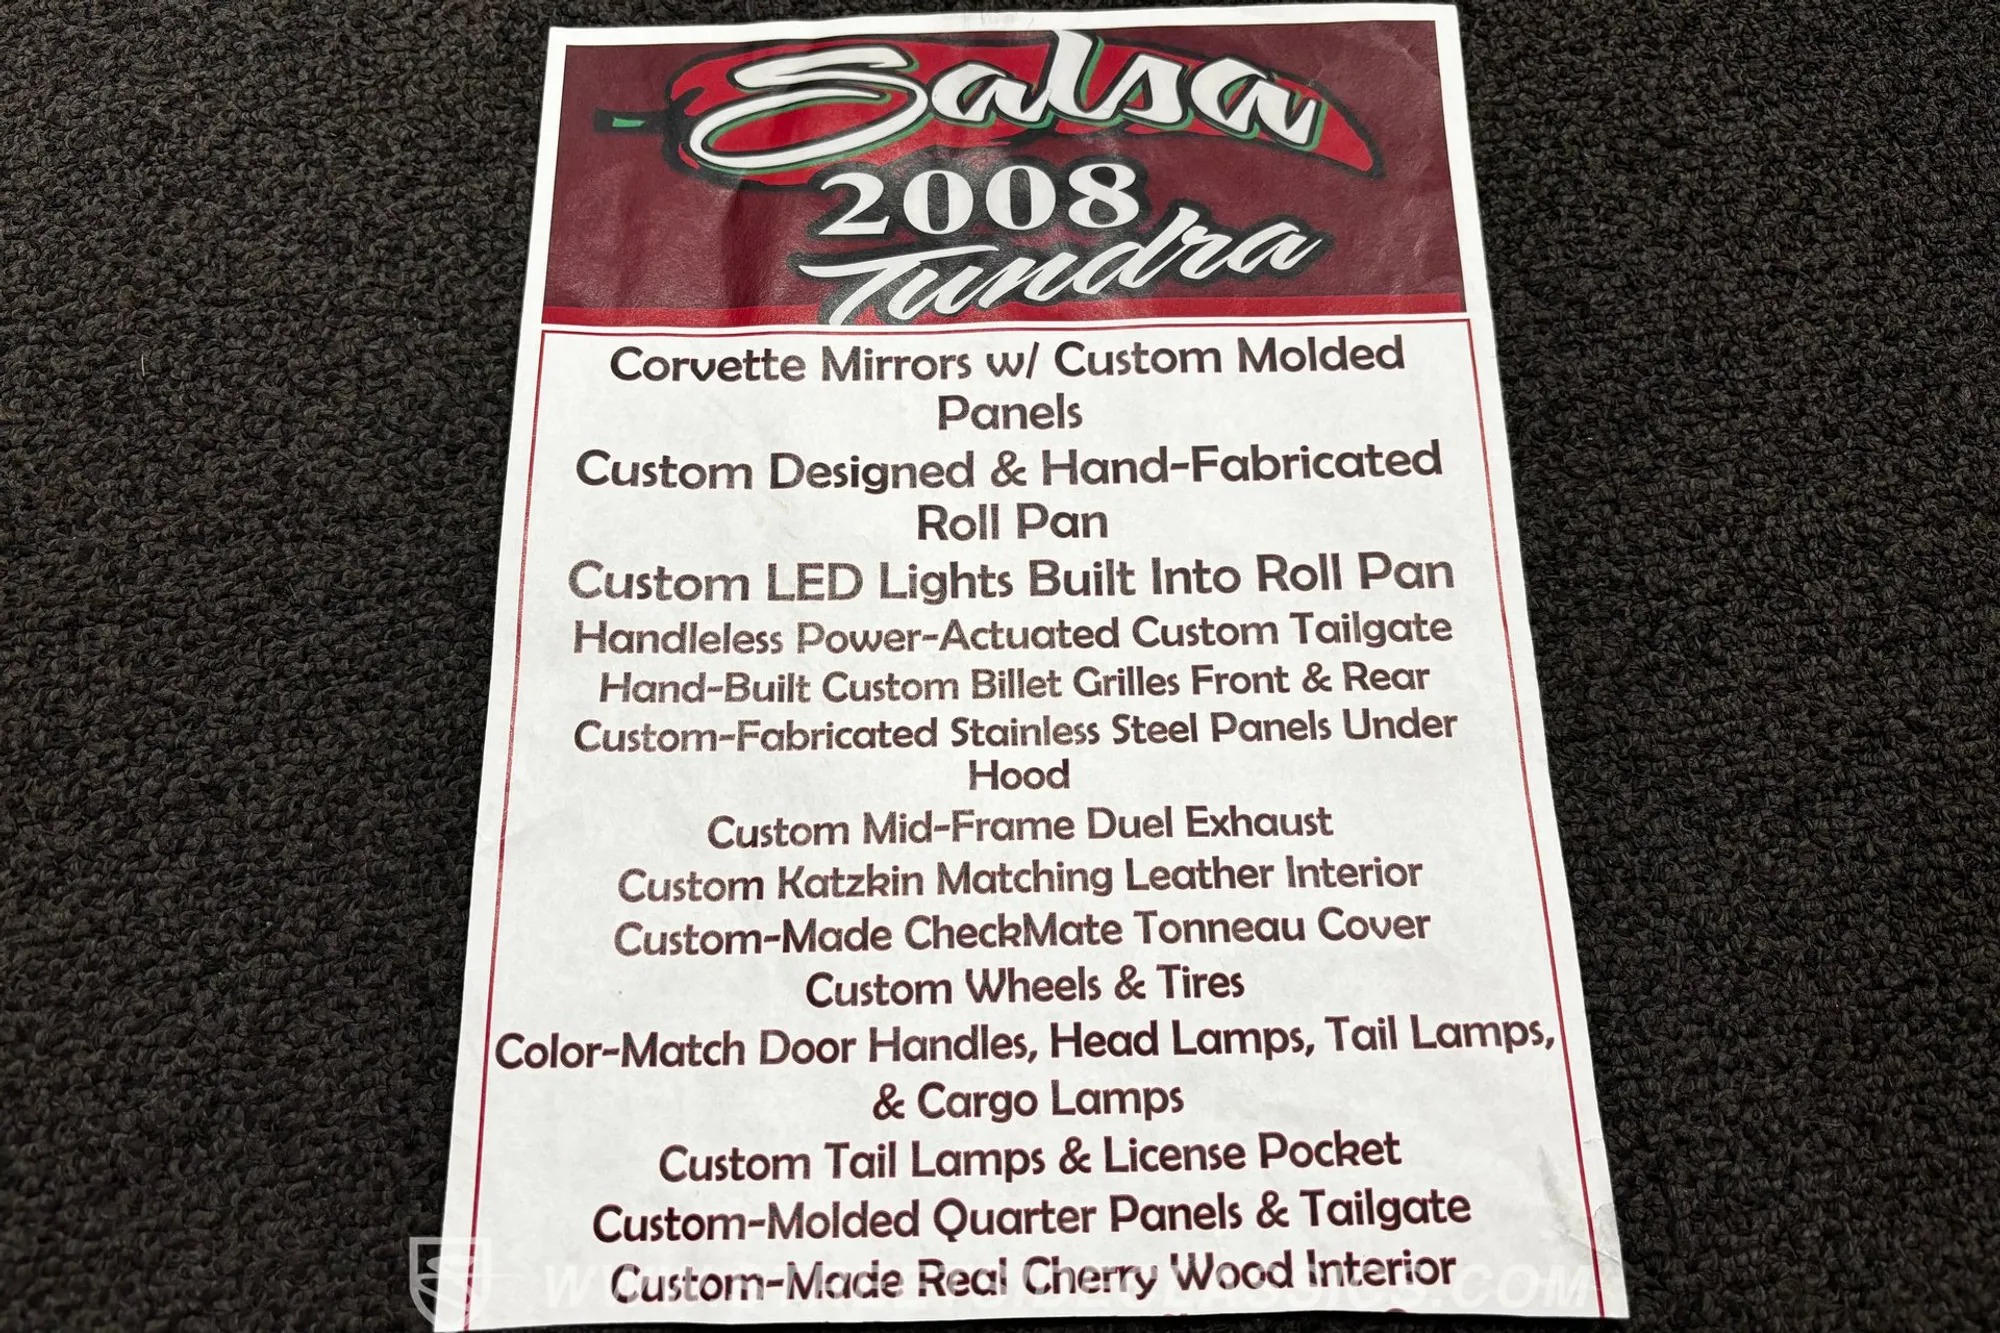 Salsa
2008
Tundra
Corvette Mirrors w/ Custom Molded
Panels
Custom Designed & Hand-Fabricated
Roll Pan
Custom LED Lights Built Into Roll Pan
Handleless Power-Actuated Custom Tailgate
Hand-Built Custom Billet Grilles Front & Rear
Custom-Fabricated Stainless Steel Panels Under
Hood
Custom Mid-Frame Duel Exhaust
Custom Katzkin Matching Leather Interior
Custom-Made CheckMate Tonneau Cover
Custom Wheels & Tires
Color-Match Door Handles, Head Lamps, Tail Lamps,
& Cargo Lamps
Custom Tail Lamps & License Pocket
Custom-Molded Quarter Panels & Tailgate
Custom-Made Real Cherry Wood Interior